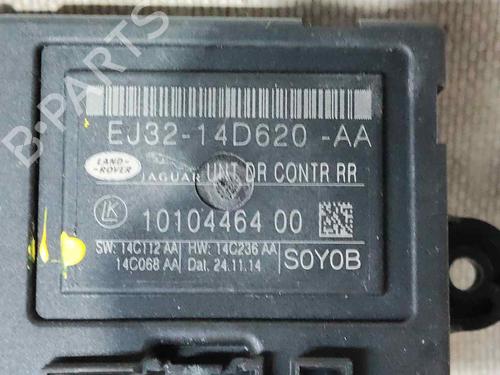 EJ32-14D620-AA
LAND-
ROVER
JAGUAR UNIT DR CONTR RR
LK 10104464 00
SW: 14C112 AA HW: 14C236 AA
14C068 AA Dat. 24.11.14
S0Y0B
B-PARTS